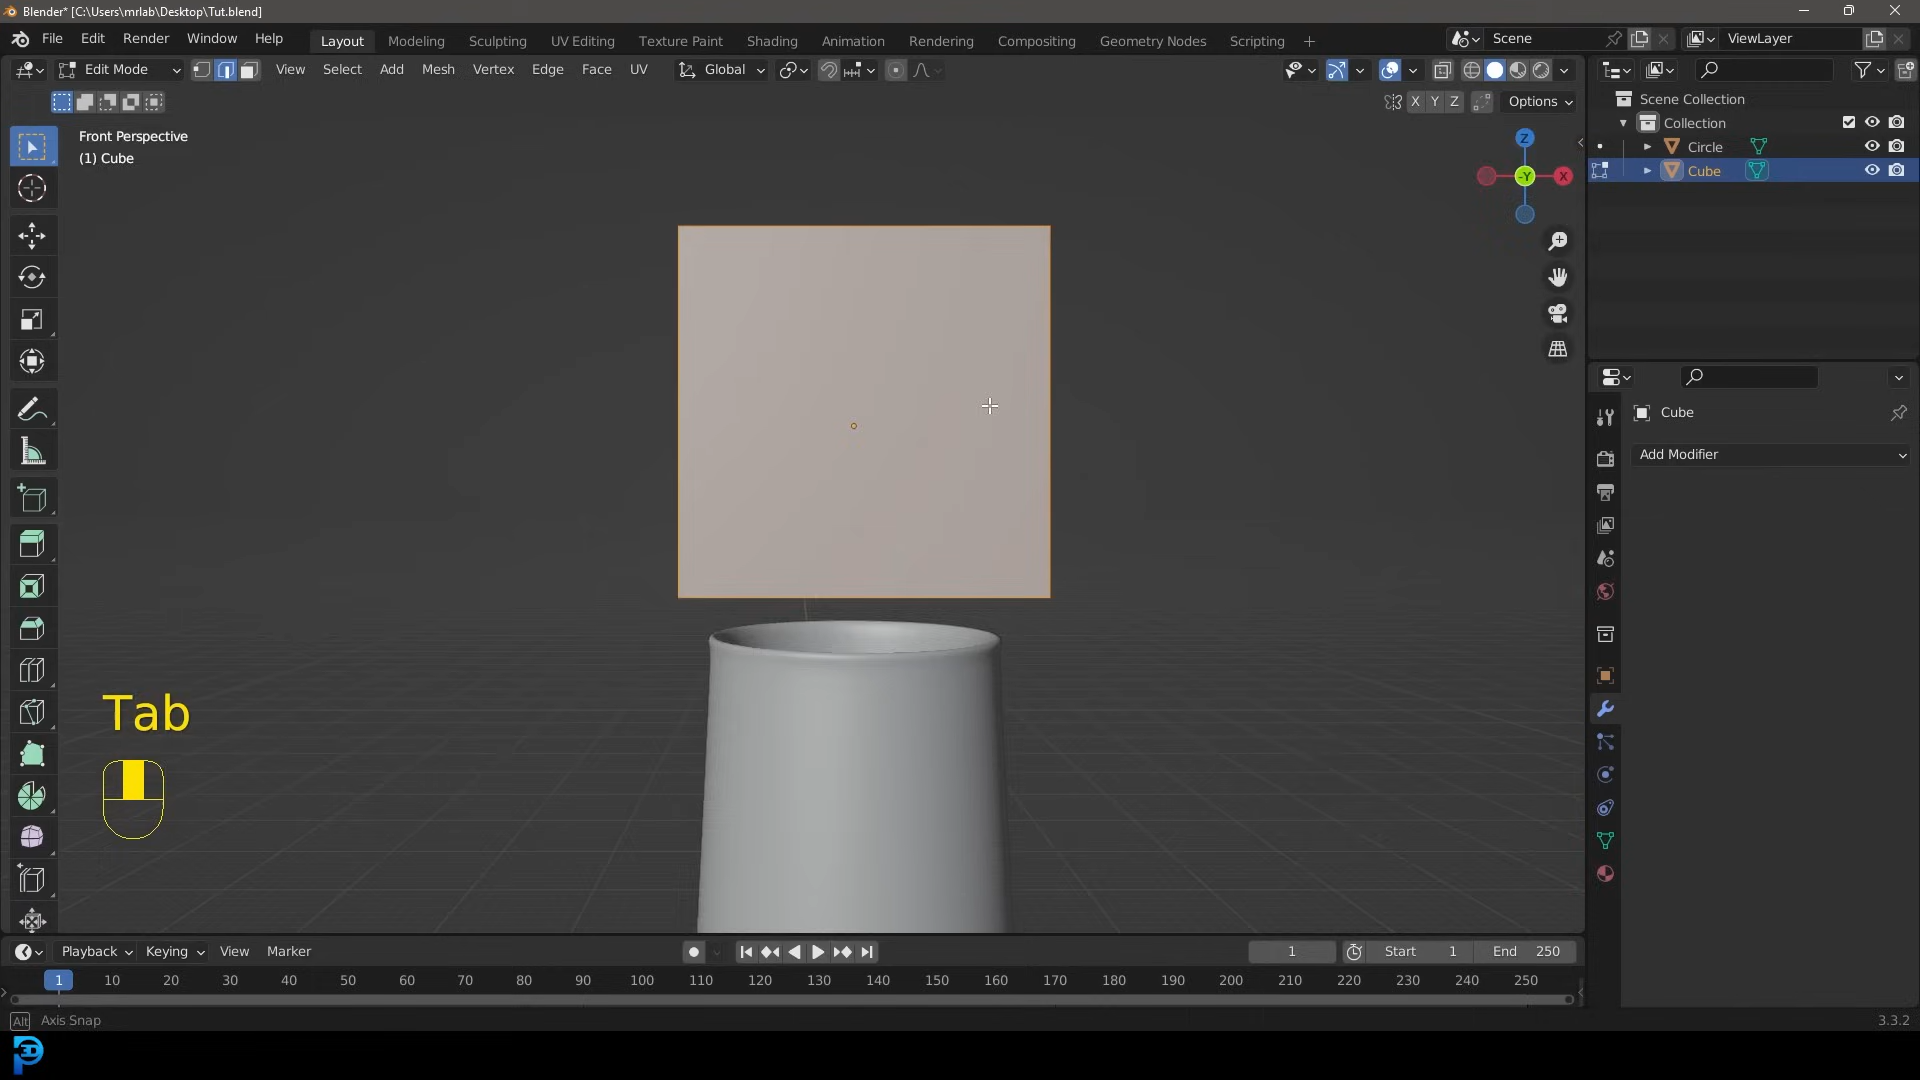 Blender* [C:\Users\mrlab\Desktop\Tut.blend]
File Edit Render Window Help Layout Modeling Sculpting UV Editing Texture Paint Shading Animation Rendering Compositing Geometry Nodes Scripting + Scene ViewLayer
Edit Mode View Select Add Mesh Vertex Edge Face UV Global
X Y Z Options
Scene Collection
Collection
Circle
Cube
Front Perspective
(1) Cube
Z
-Y X
Cube
Add Modifier
Tab
Playback Keying View Marker 1 Start 1 End 250
1 10 20 30 40 50 60 70 80 90 100 110 120 130 140 150 160 170 180 190 200 210 220 230 240 250
Alt Axis Snap 3.3.2
3D